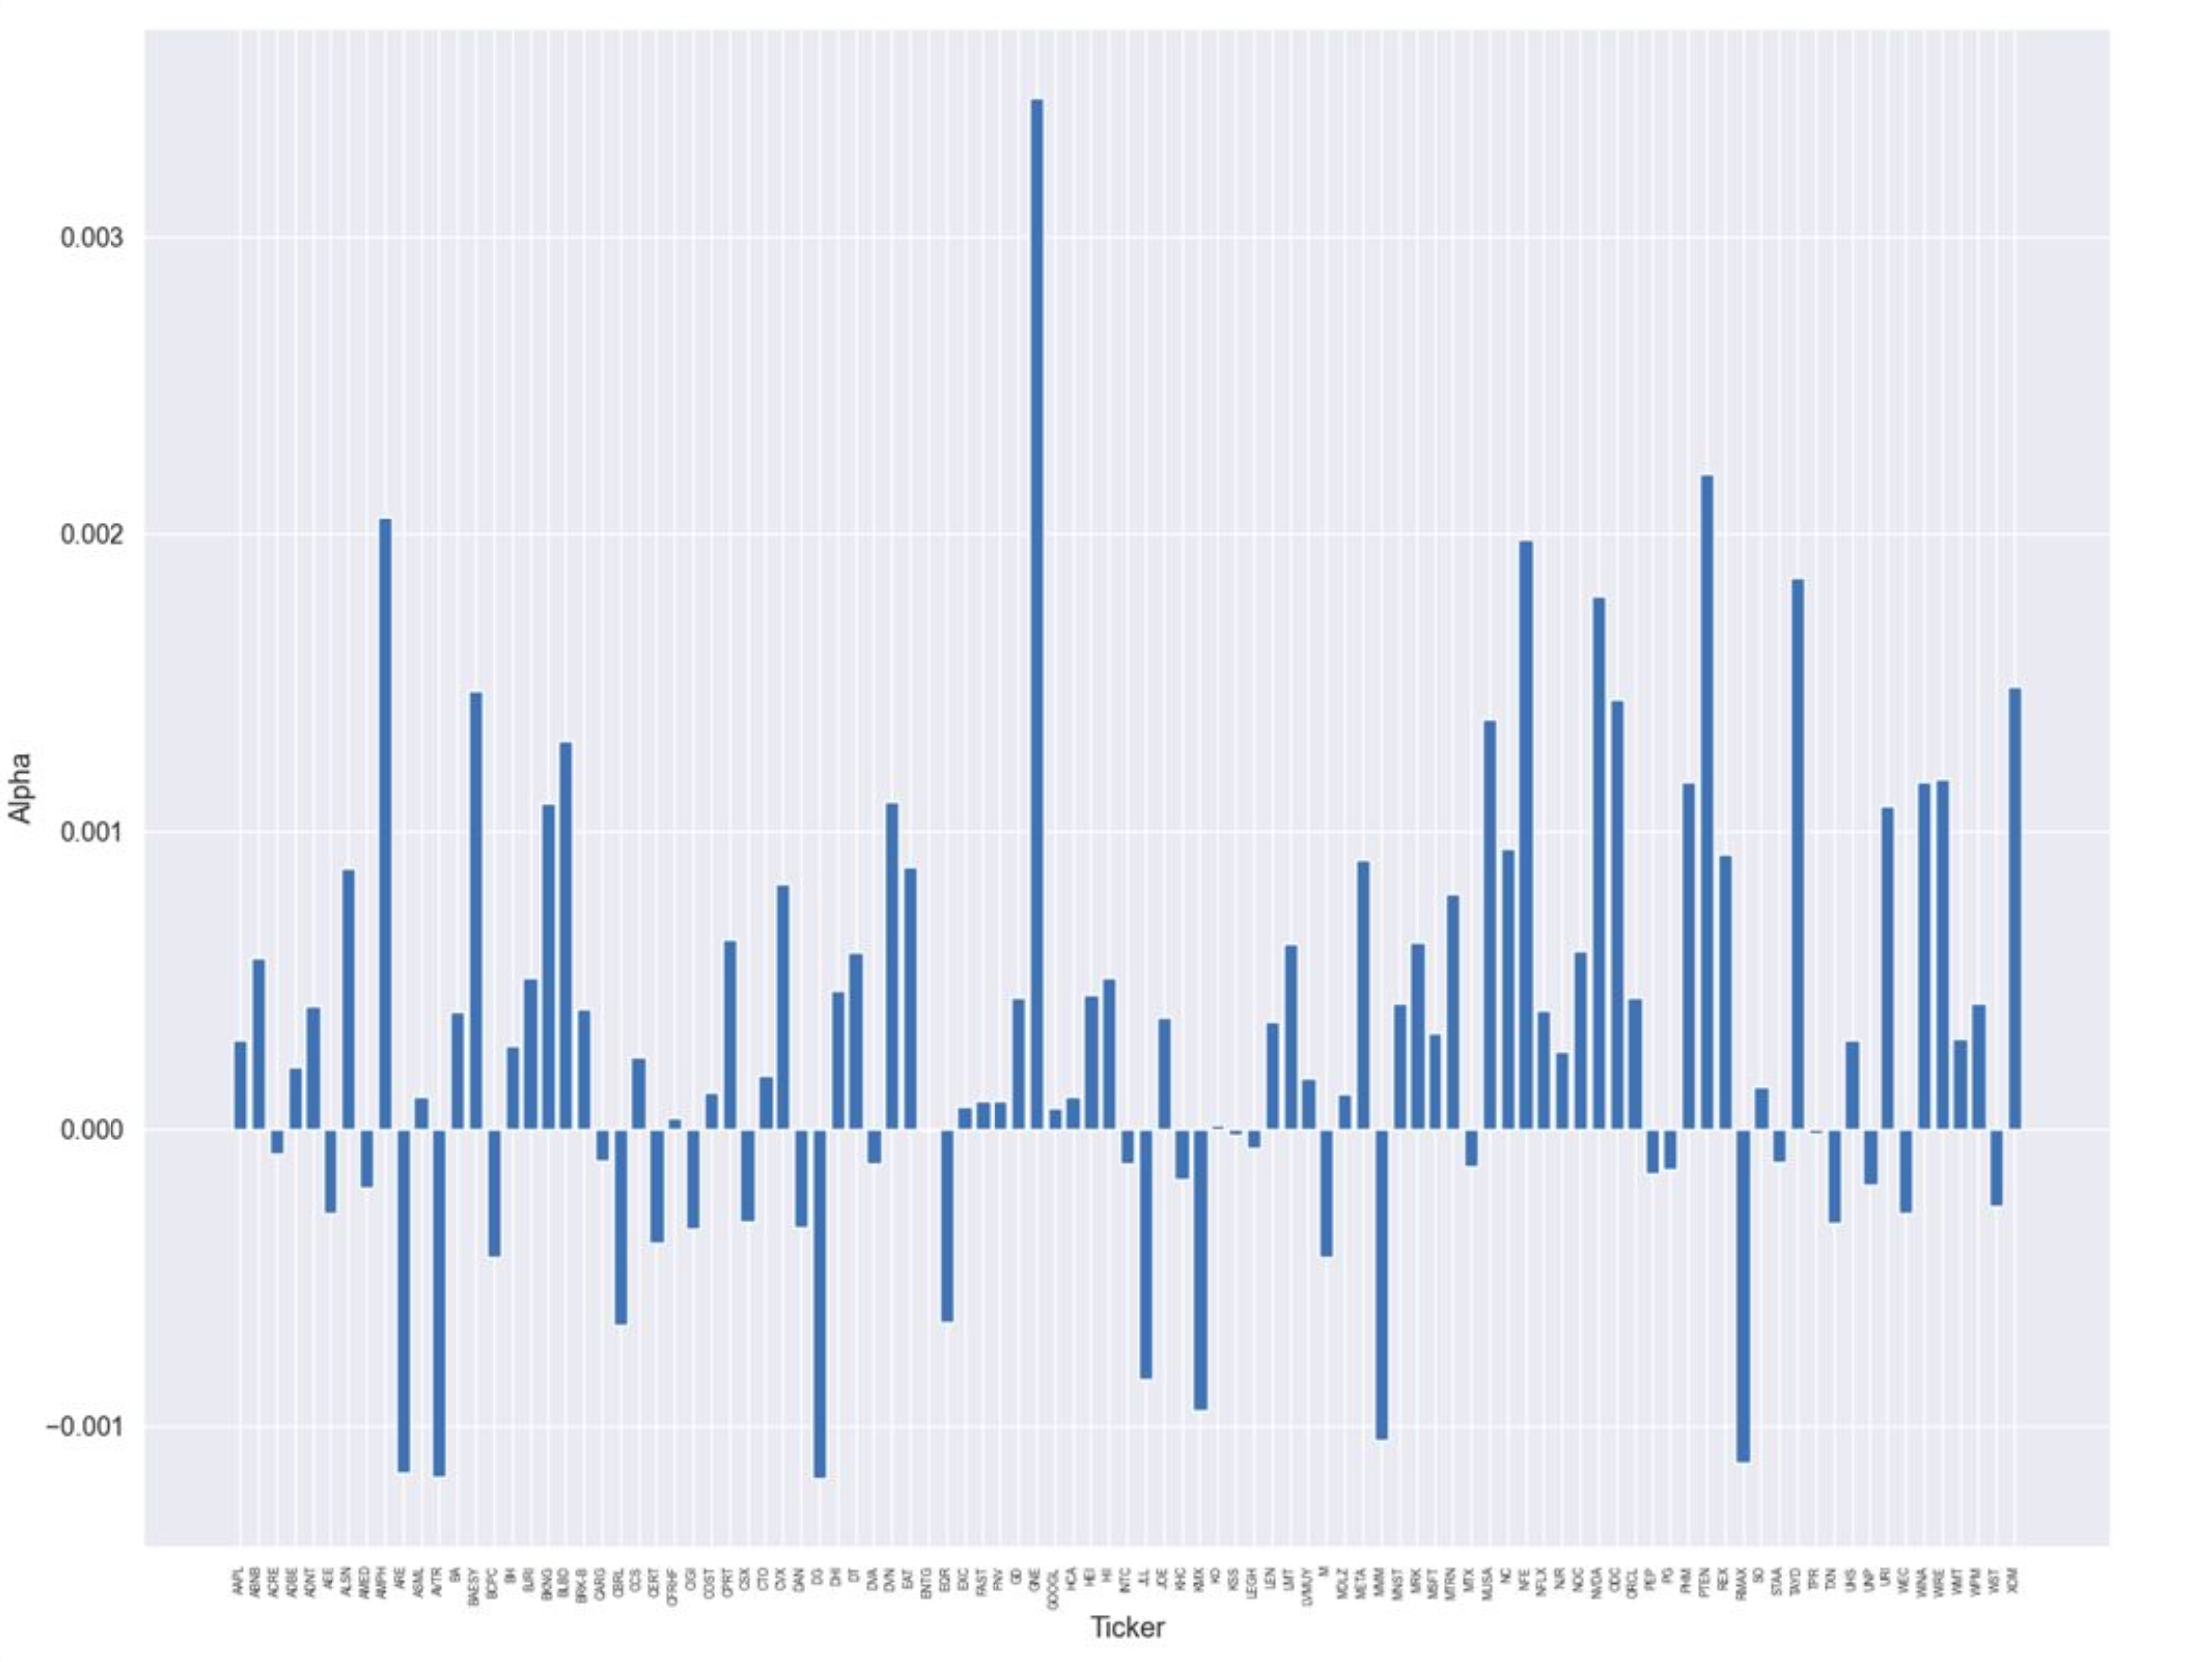 0.003
0.002
0.001
0.000
−0.001
Alpha
AAPL
ABNB
ACRE
ADBE
ADNT
AEE
ALSN
AMED
AMPH
ARE
ASML
AVTR
BA
BAESY
BCPC
BH
BJRI
BKNG
BLBD
BRK-B
CARG
CBRL
CCS
CERT
CFRHF
CIGI
COST
CPRT
CSX
CTO
CVX
DAN
DG
DHI
DT
DVA
DVN
EAT
ENTG
EQR
EXC
FAST
FNV
GD
GNE
GOOGL
HCA
HEI
HII
INTC
JLL
JOE
KHC
KMX
KO
KSS
LEGH
LEN
LMT
LVMUY
M
MDLZ
META
MMM
MNST
MRK
MSFT
MTRN
MTX
MUSA
NC
NFE
NFLX
NJR
NOC
NVDA
ODC
ORCL
PEP
PG
PHM
PTEN
REX
RMAX
SO
STAA
TAYD
TPR
TXN
UHS
UNP
URI
WEC
WINA
WIRE
WMT
WPM
WST
XOM
Ticker